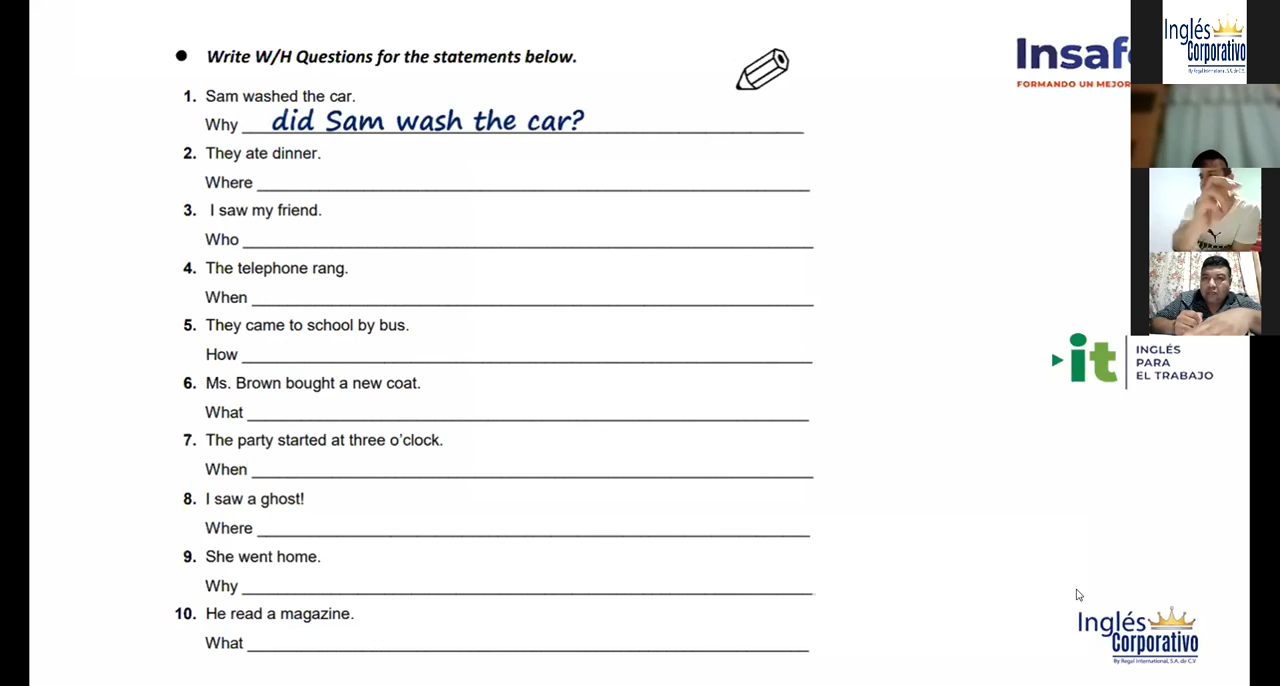 Write W/H Questions for the statements below.
1. Sam washed the car.
Why did Sam wash the car?
2. They ate dinner.
Where
3. I saw my friend.
Who
4. The telephone rang.
When
5. They came to school by bus.
How
6. Ms. Brown bought a new coat.
What
7. The party started at three o'clock.
When
8. I saw a ghost!
Where
9. She went home.
Why
10. He read a magazine.
What
Insaf
FORMANDO UN MEJOR
Inglés
Corporativo
By Regal International, S.A. de C.V.
it
INGLÉS
PARA
EL TRABAJO
Inglés
Corporativo
By Regal International, S.A. de C.V.